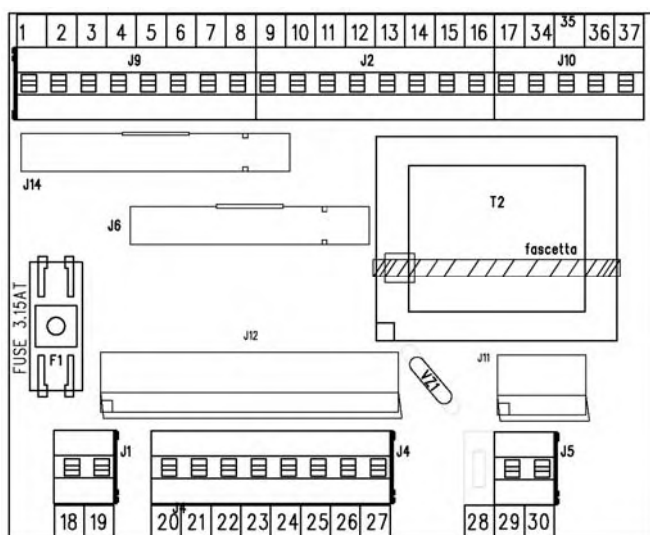 1 2 3 4 5 6 7 8 9 10 11 12 13 14 15 16 17 34 35 36 37
J9 J2 J10
J14
J6
T2
fascetta
FUSE 3.15AT
F1
J12
VZ1
J11
J1
J4
J5
J4
18 19 20 21 22 23 24 25 26 27 28 29 30